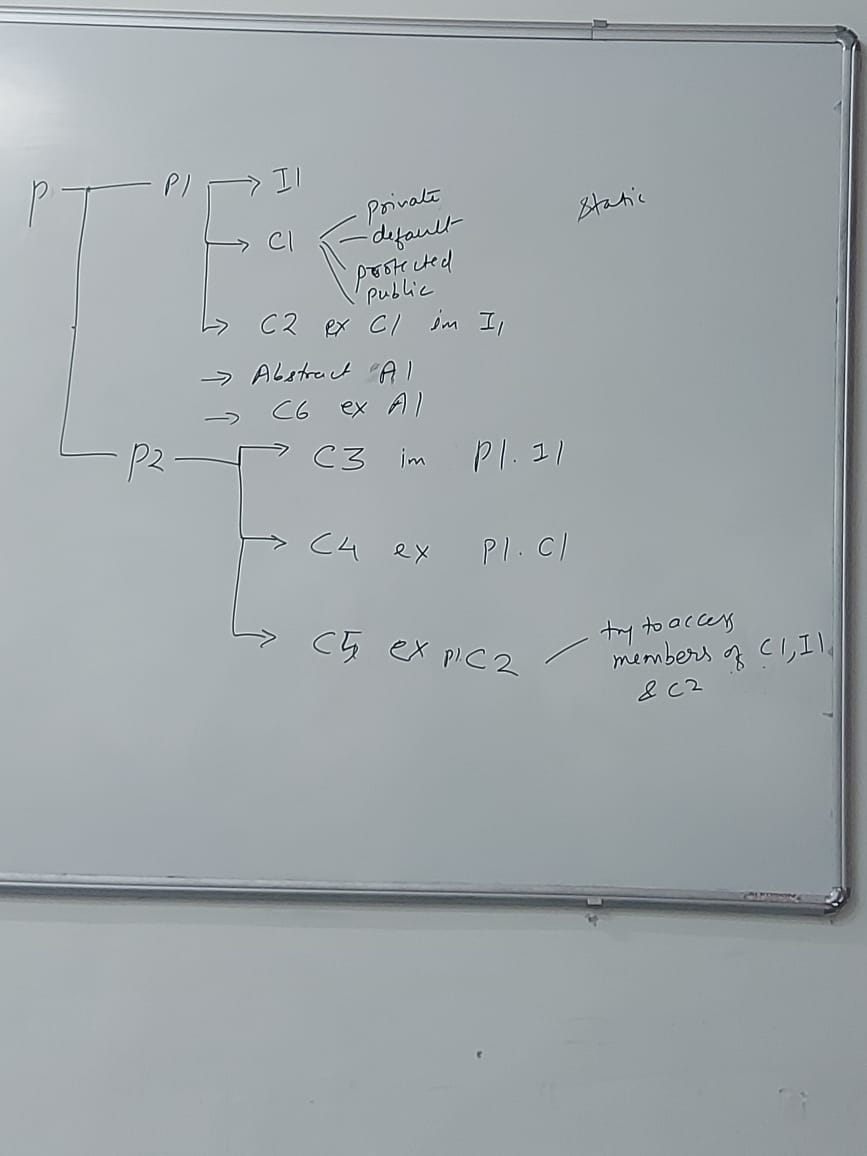 P P1 I1
C1 private
default
protected
public
static
C2 ex C1 im I1
Abstract A1
C6 ex A1
P2 C3 im P1.I1
C4 ex P1.C1
C5 ex P1C2 try to access
members of C1, I1
& C2